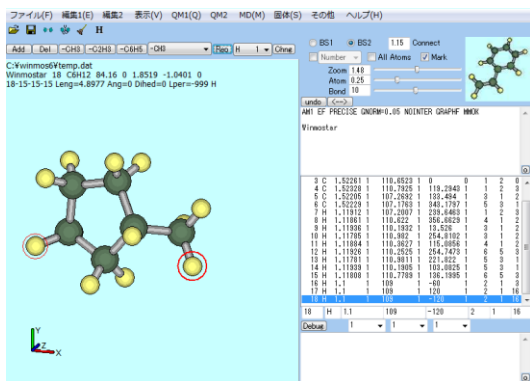 ファイル(F) 編集1(E) 編集2 表示(V) QM1(Q) QM2 MD(M) 固体(S) その他 ヘルプ(H)
H
Add Del -CH3 -C2H3 -C6H5 -CH3 Rep H 1 Chng
C:¥winmos6¥temp.dat
Winmostar 18 C6H12 84.16 0 1.8519 -1.0401 0
18-15-15-15 Leng=4.8977 Ang=0 Dihed=0 Lper=-999 H
Y
Z
X
BS1 BS2 1.15 Connect
Number All Atoms Mark
Zoom 1.48
Atom 0.25
Bond 10
undo <-->
AM1 EF PRECISE GNORM=0.05 NOINTER GRAPHF MMOK
Winmostar
3 C 1.52261 1 110.6523 1 0 0 1 2 0
4 C 1.52328 1 110.7925 1 119.2943 1 1 2 3
5 C 1.52205 1 107.2692 1 133.494 1 3 1 2
6 C 1.52229 1 107.1763 1 348.1797 1 5 3 1
7 H 1.11912 1 107.2007 1 239.6463 1 1 2 3
8 H 1.11861 1 110.622 1 356.6629 1 4 1 2
9 H 1.11936 1 110.1932 1 13.526 1 3 1 2
10 H 1.11785 1 110.982 1 254.8102 1 3 1 2
11 H 1.11884 1 110.3627 1 115.0856 1 4 1 2
12 H 1.11926 1 110.2525 1 254.7473 1 6 5 3
13 H 1.11781 1 110.9811 1 221.822 1 5 3 1
14 H 1.11939 1 110.1905 1 103.0825 1 5 3 1
15 H 1.11808 1 110.7789 1 136.1995 1 6 5 3
16 H 1.1 1 109 1 -60 1 2 1 3
17 H 1.1 1 109 1 120 1 2 1 16
18 H 1.1 1 109 1 -120 1 2 1 16
18 H 1.1 109 -120 2 1 16
Debug 1 1 1